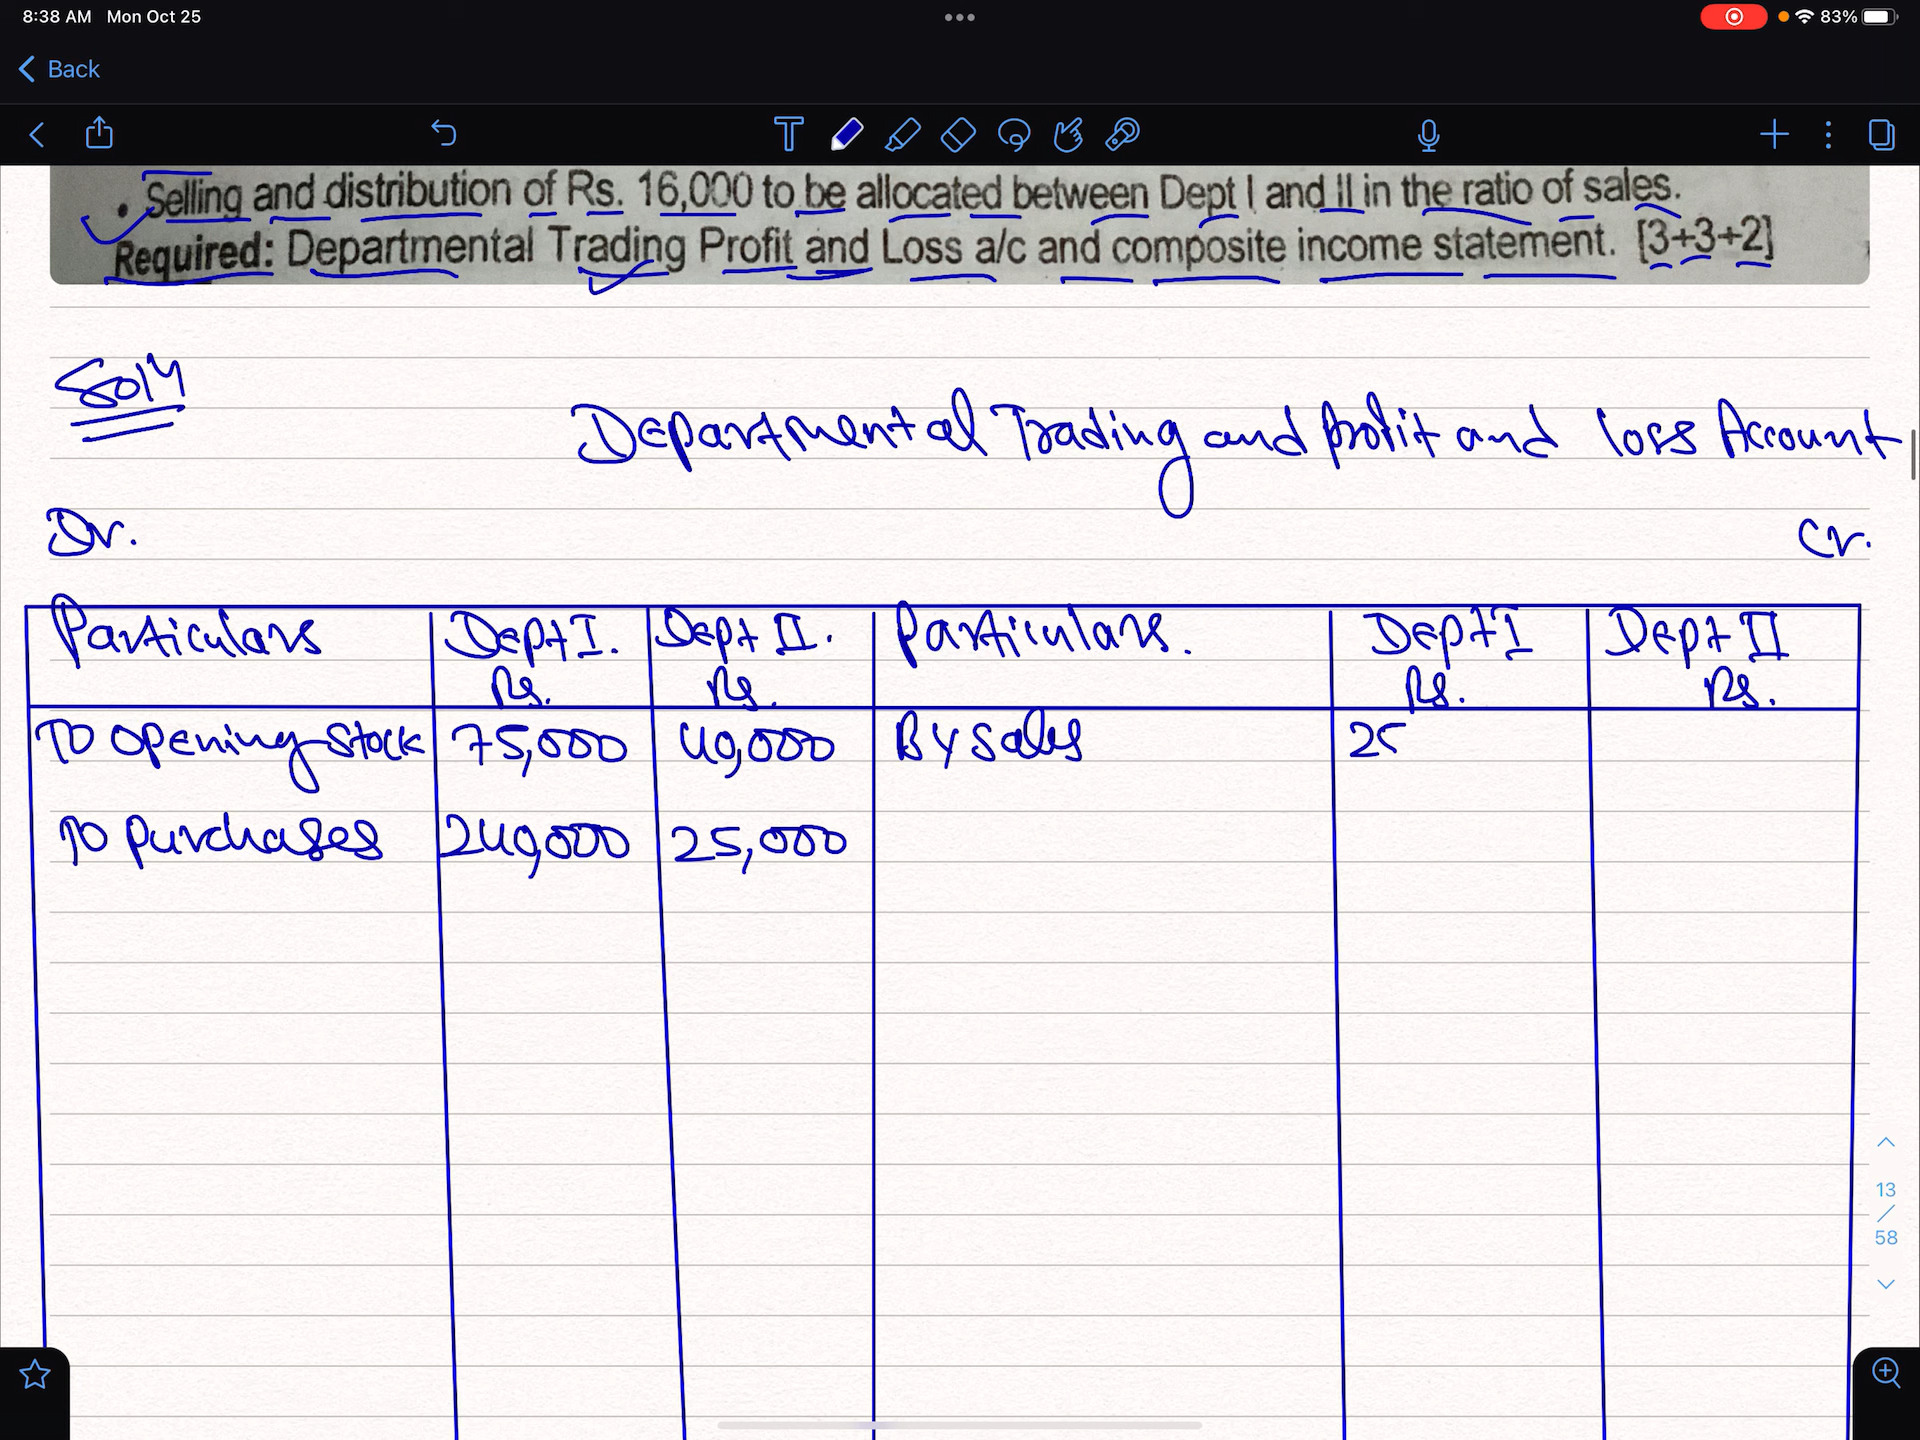 8:38 AM Mon Oct 25
83%
Back
T
• Selling and distribution of Rs. 16,000 to be allocated between Dept I and II in the ratio of sales.
Required: Departmental Trading Profit and Loss a/c and composite income statement. [3+3+2]
Soln
Departmental Trading and profit and loss Account
Dr. Cr.
Particulars Dept I. Dept II. Particulars. Dept I Dept II
Rs. Rs. Rs. Rs.
To opening stock 75,000 40,000 By sales 25
To purchases 240,000 25,000
13
/
58